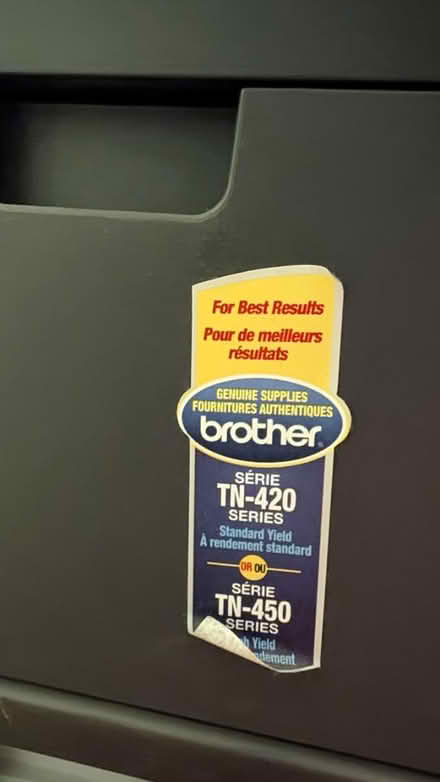 For Best Results
Pour de meilleurs
résultats
GENUINE SUPPLIES
FOURNITURES AUTHENTIQUES
brother®
SÉRIE
TN-420
SERIES
Standard Yield
À rendement standard
OR OU
SÉRIE
TN-450
SERIES
Yield